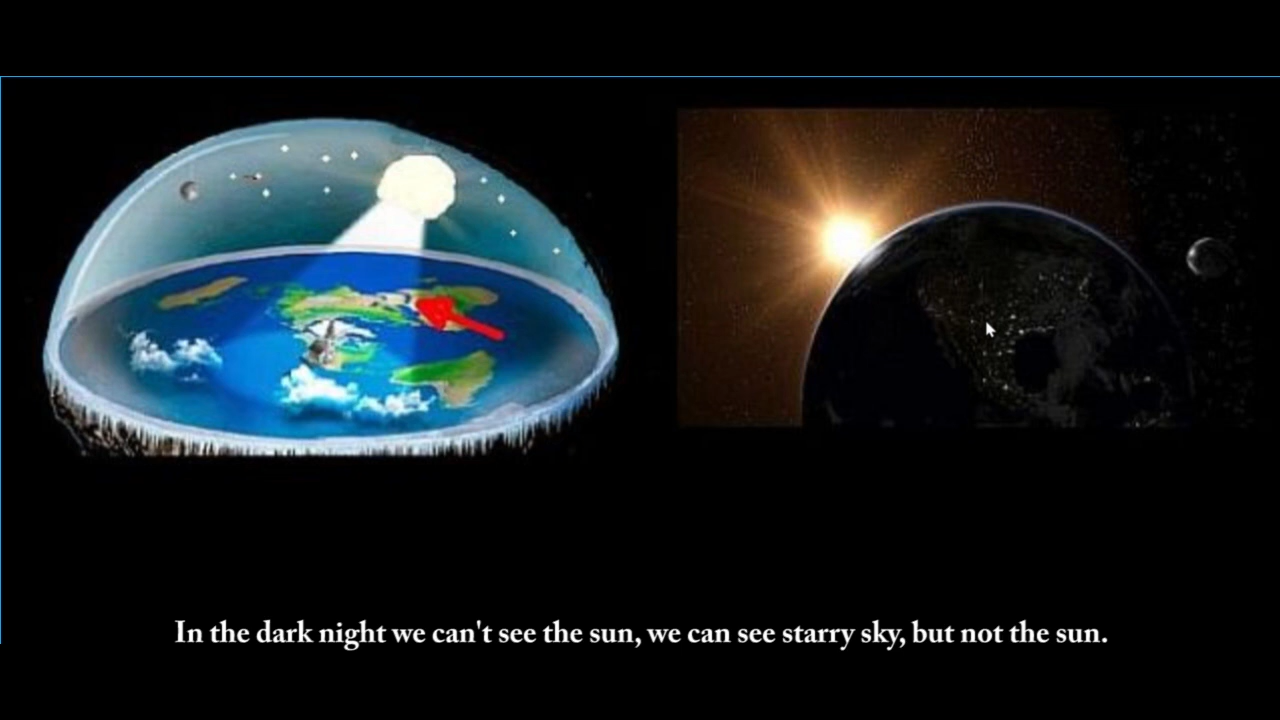 In the dark night we can't see the sun, we can see starry sky, but not the sun.